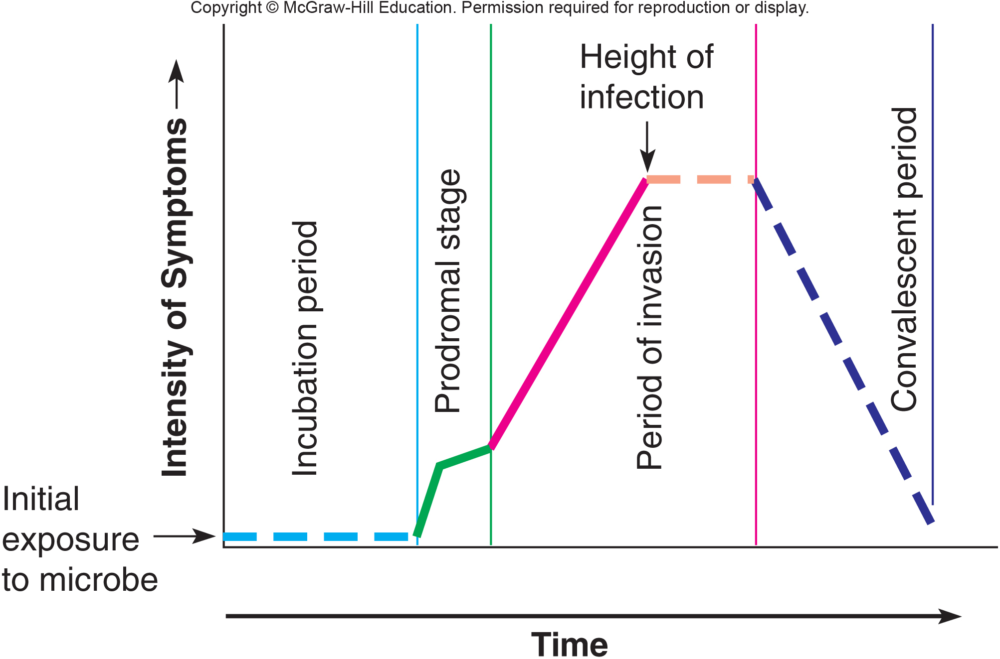 Copyright © McGraw-Hill Education. Permission required for reproduction or display.
Intensity of Symptoms
Initial
exposure
to microbe
Incubation period
Prodromal stage
Height of
infection
Period of invasion
Convalescent period
Time